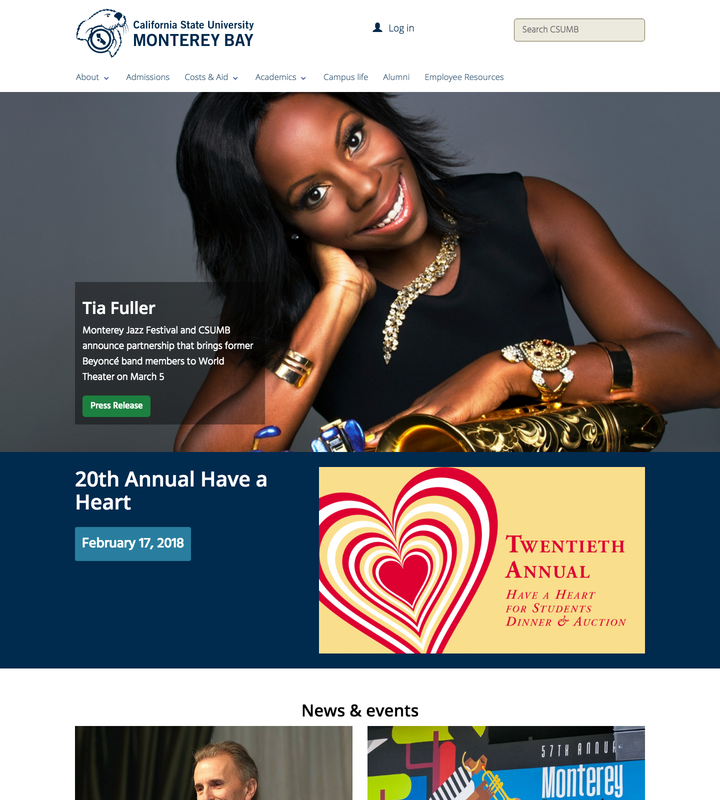 California State University
MONTEREY BAY
Log in
Search CSUMB
About
Admissions
Costs & Aid
Academics
Campus life
Alumni
Employee Resources
Tia Fuller
Monterey Jazz Festival and CSUMB
announce partnership that brings former
Beyoncé band members to World
Theater on March 5
Press Release
20th Annual Have a
Heart
February 17, 2018
TWENTIETH
ANNUAL
HAVE A HEART
FOR STUDENTS
DINNER & AUCTION
News & events
57TH ANNUAL
Monterey